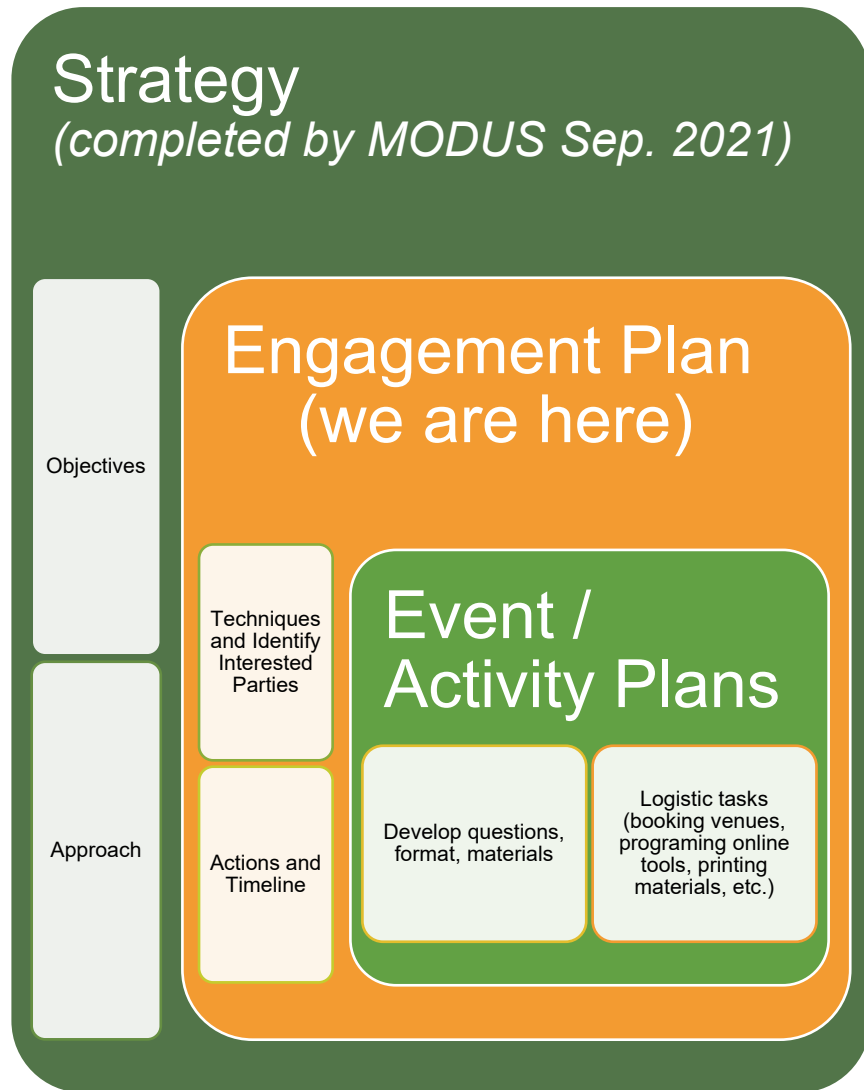 Strategy
(completed by MODUS Sep. 2021)
Objectives
Approach
Engagement Plan
(we are here)
Techniques
and Identify
Interested
Parties
Actions and
Timeline
Event /
Activity Plans
Develop questions,
format, materials
Logistic tasks
(booking venues,
programing online
tools, printing
materials, etc.)